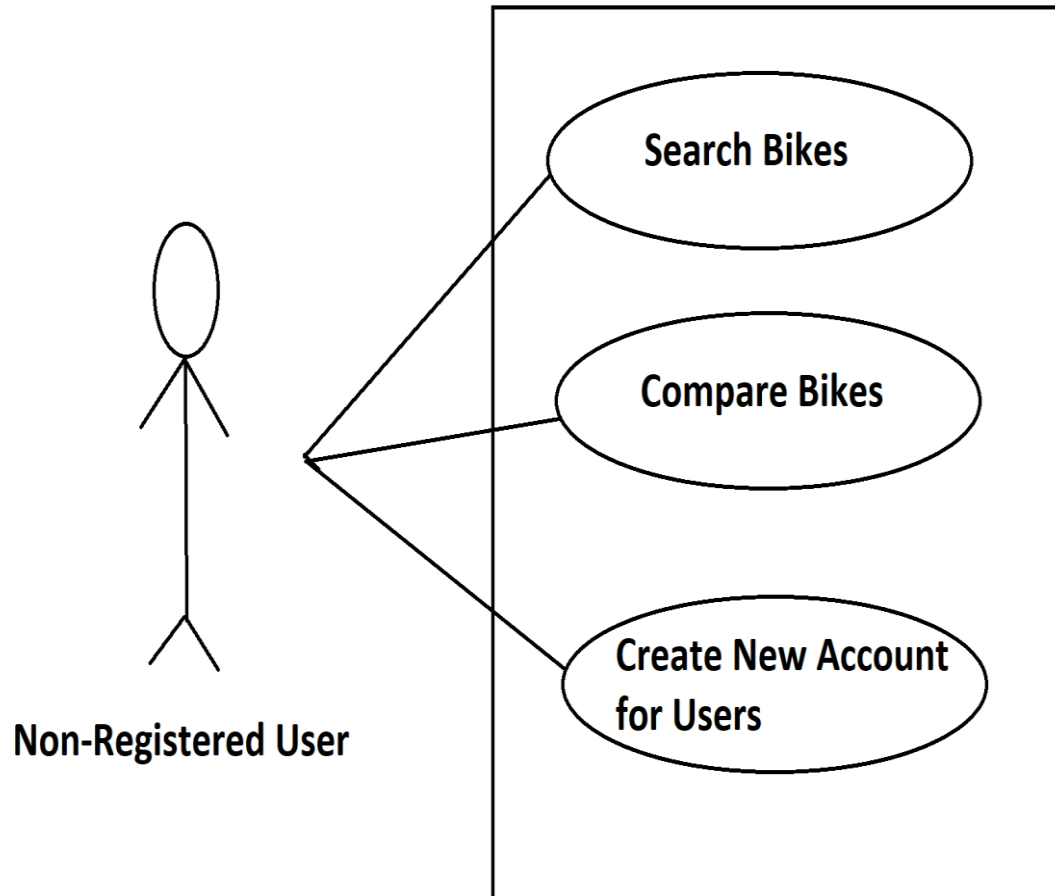 Search Bikes
Compare Bikes
Create New Account
for Users
Non-Registered User